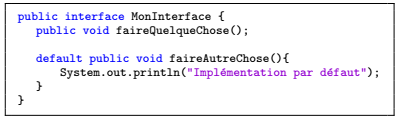 public interface MonInterface {
   public void faireQuelqueChose();

   default public void faireAutreChose(){
      System.out.println("Implémentation par défaut");
   }
}